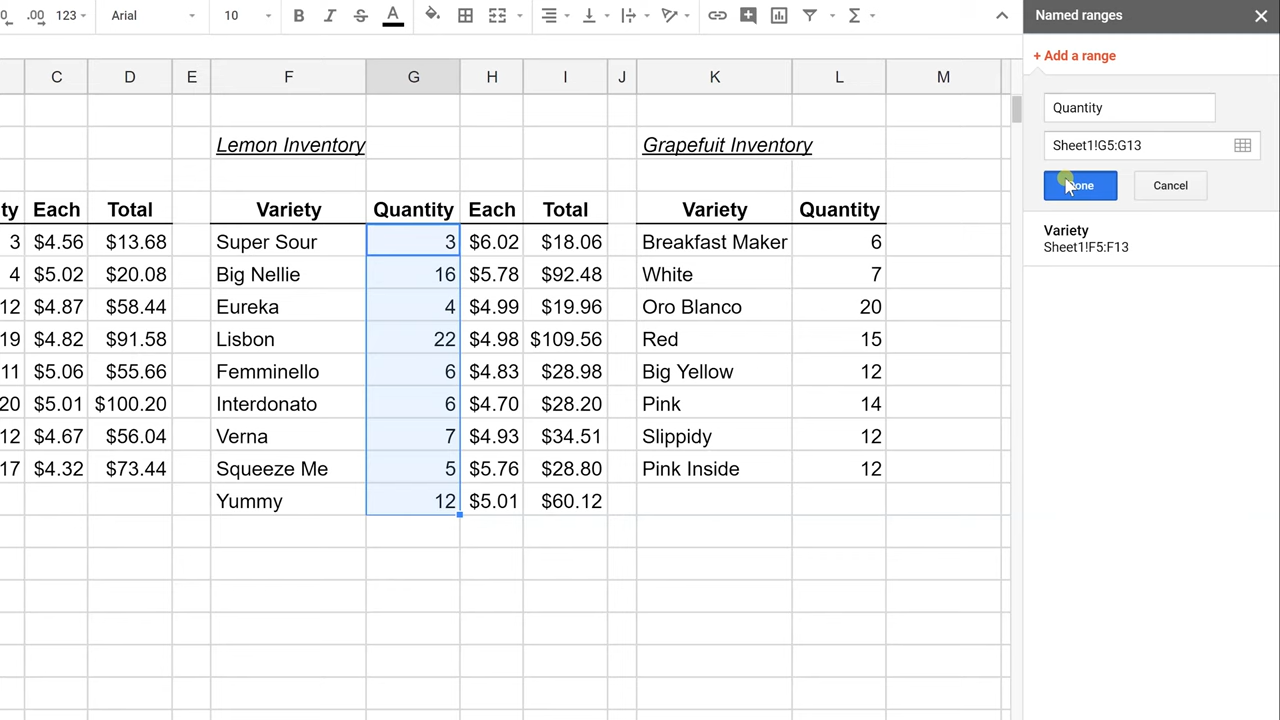 .00 123 Arial 10 B I S A Σ
Named ranges
+ Add a range
Quantity
Sheet1!G5:G13
Cancel
Variety
Sheet1!F5:F13
C D E F G H I J K L M
Lemon Inventory Grapefuit Inventory
ty Each Total Variety Quantity Each Total Variety Quantity
3 $4.56 $13.68 Super Sour 3 $6.02 $18.06 Breakfast Maker 6
4 $5.02 $20.08 Big Nellie 16 $5.78 $92.48 White 7
12 $4.87 $58.44 Eureka 4 $4.99 $19.96 Oro Blanco 20
19 $4.82 $91.58 Lisbon 22 $4.98 $109.56 Red 15
11 $5.06 $55.66 Femminello 6 $4.83 $28.98 Big Yellow 12
20 $5.01 $100.20 Interdonato 6 $4.70 $28.20 Pink 14
12 $4.67 $56.04 Verna 7 $4.93 $34.51 Slippidy 12
17 $4.32 $73.44 Squeeze Me 5 $5.76 $28.80 Pink Inside 12
Yummy 12 $5.01 $60.12